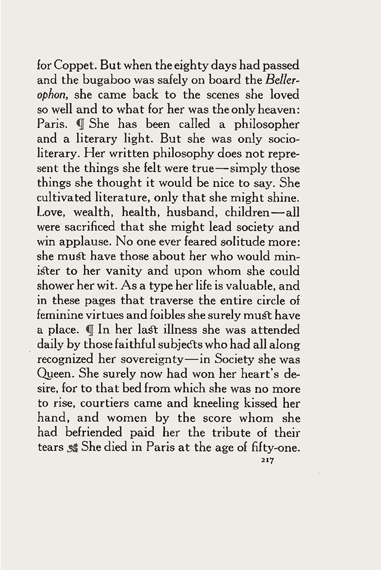 for Coppet. But when the eighty days had passed
and the bugaboo was safely on board the Beller-
ophon, she came back to the scenes she loved
so well and to what for her was the only heaven:
Paris. ¶ She has been called a philosopher
and a literary light. But she was only socio-
literary. Her written philosophy does not repre-
sent the things she felt were true—simply those
things she thought it would be nice to say. She
cultivated literature, only that she might shine.
Love, wealth, health, husband, children—all
were sacrificed that she might lead society and
win applause. No one ever feared solitude more:
she must have those about her who would min-
ister to her vanity and upon whom she could
shower her wit. As a type her life is valuable, and
in these pages that traverse the entire circle of
feminine virtues and foibles she surely must have
a place. ¶ In her last illness she was attended
daily by those faithful subjects who had all along
recognized her sovereignty—in Society she was
Queen. She surely now had won her heart's de-
sire, for to that bed from which she was no more
to rise, courtiers came and kneeling kissed her
hand, and women by the score whom she
had befriended paid her the tribute of their
tears She died in Paris at the age of fifty-one.
217